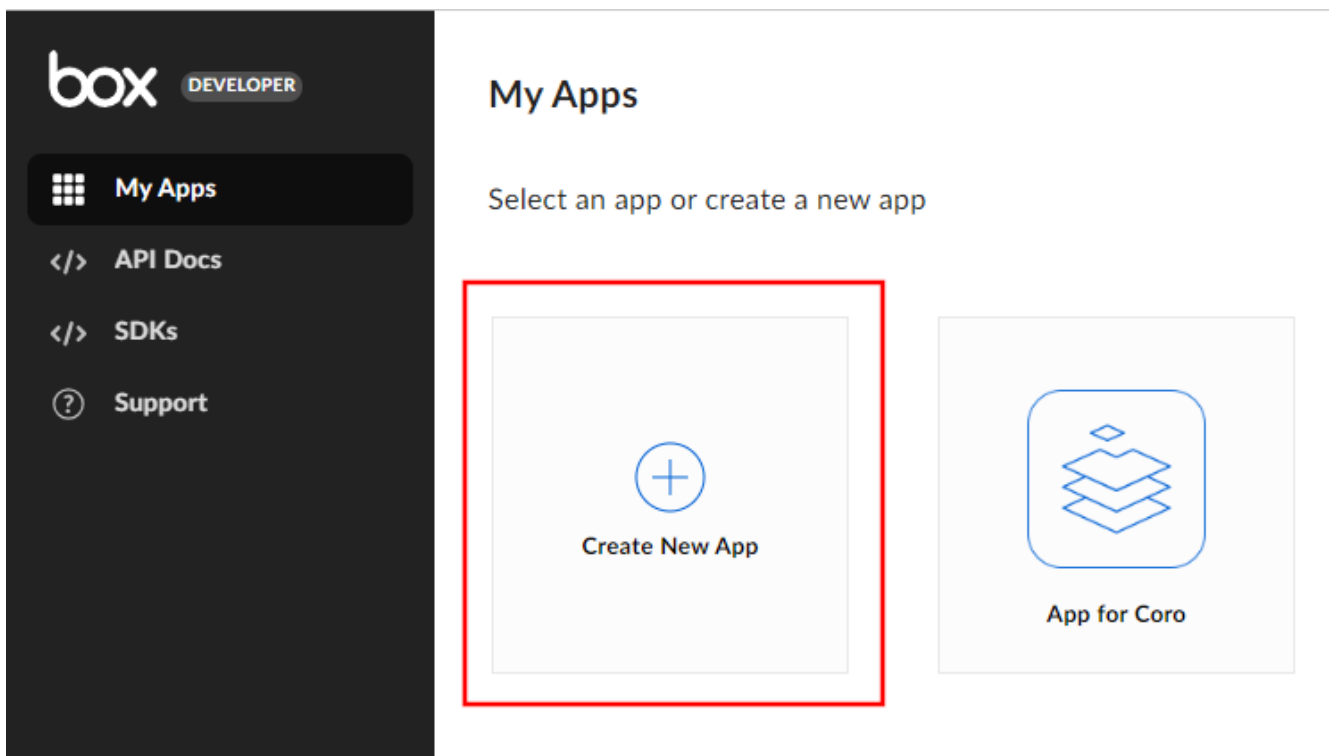 box DEVELOPER
My Apps
API Docs
SDKs
Support
My Apps
Select an app or create a new app
Create New App
App for Coro